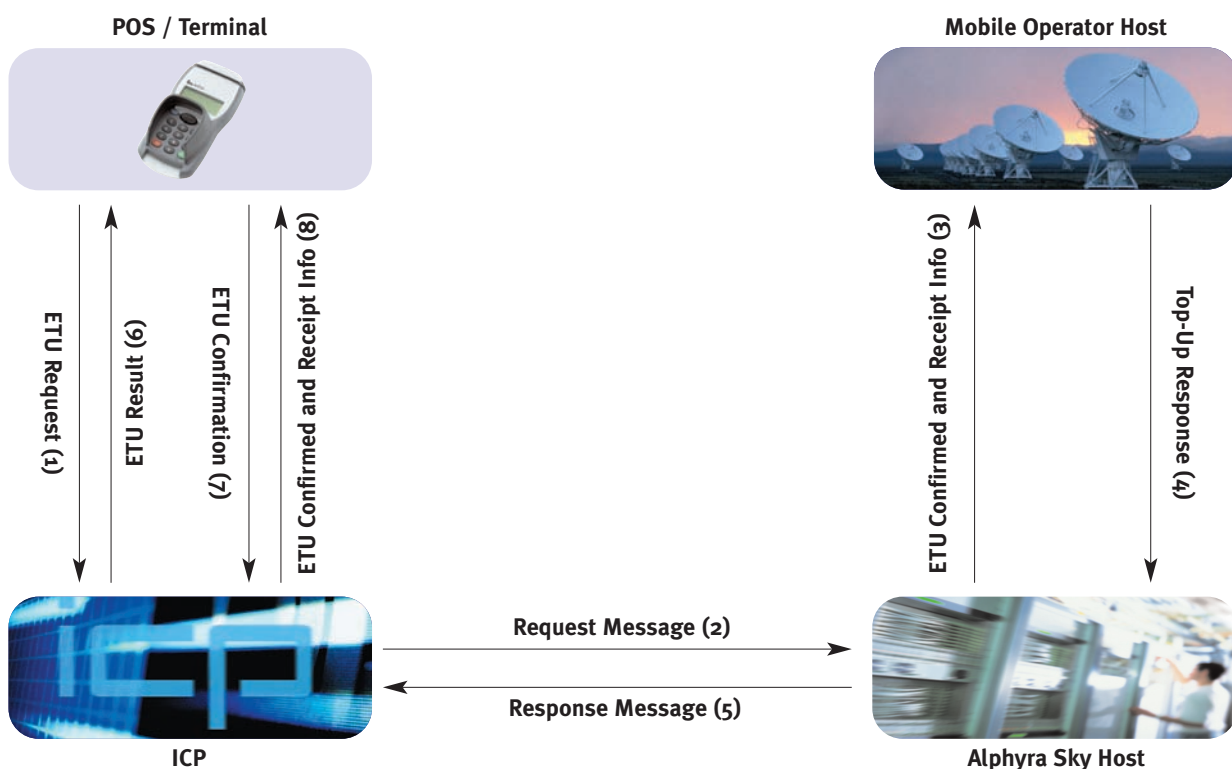 POS / Terminal
Mobile Operator Host
ETU Request (1)
ETU Result (6)
ETU Confirmation (7)
ETU Confirmed and Receipt Info (8)
ETU Confirmed and Receipt Info (3)
Top-Up Response (4)
Request Message (2)
Response Message (5)
icp
ICP
Alphyra Sky Host